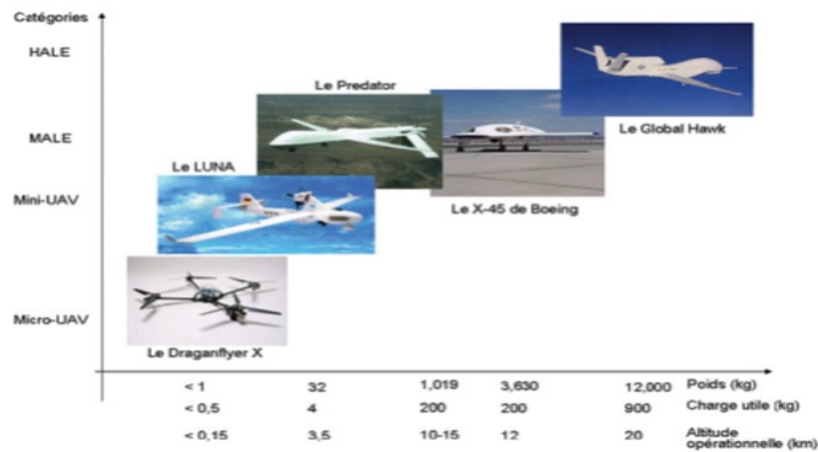 Catégories
HALE
Le Predator
Le Global Hawk
MALE
Le LUNA
Mini-UAV
Le X-45 de Boeing
Micro-UAV
Le Draganflyer X
< 1 32 1,019 3,630 12,000 Poids (kg)
< 0,5 4 200 200 900 Charge utile (kg)
< 0,15 3,5 10-15 12 20 Altitude
opérationnelle (km)